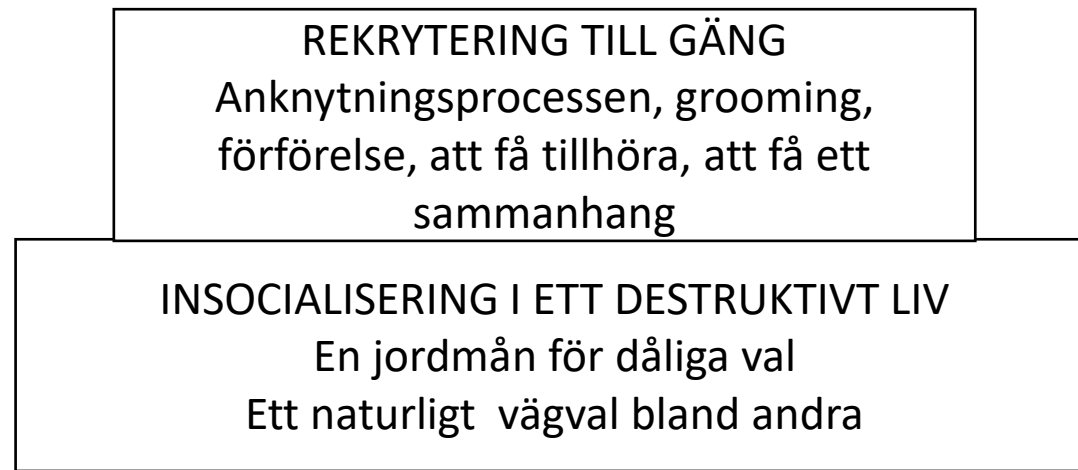 REKRYTERING TILL GÄNG
Anknytningsprocessen, grooming,
förförelse, att få tillhöra, att få ett
sammanhang
INSOCIALISERING I ETT DESTRUKTIVT LIV
En jordmån för dåliga val
Ett naturligt  vägval bland andra